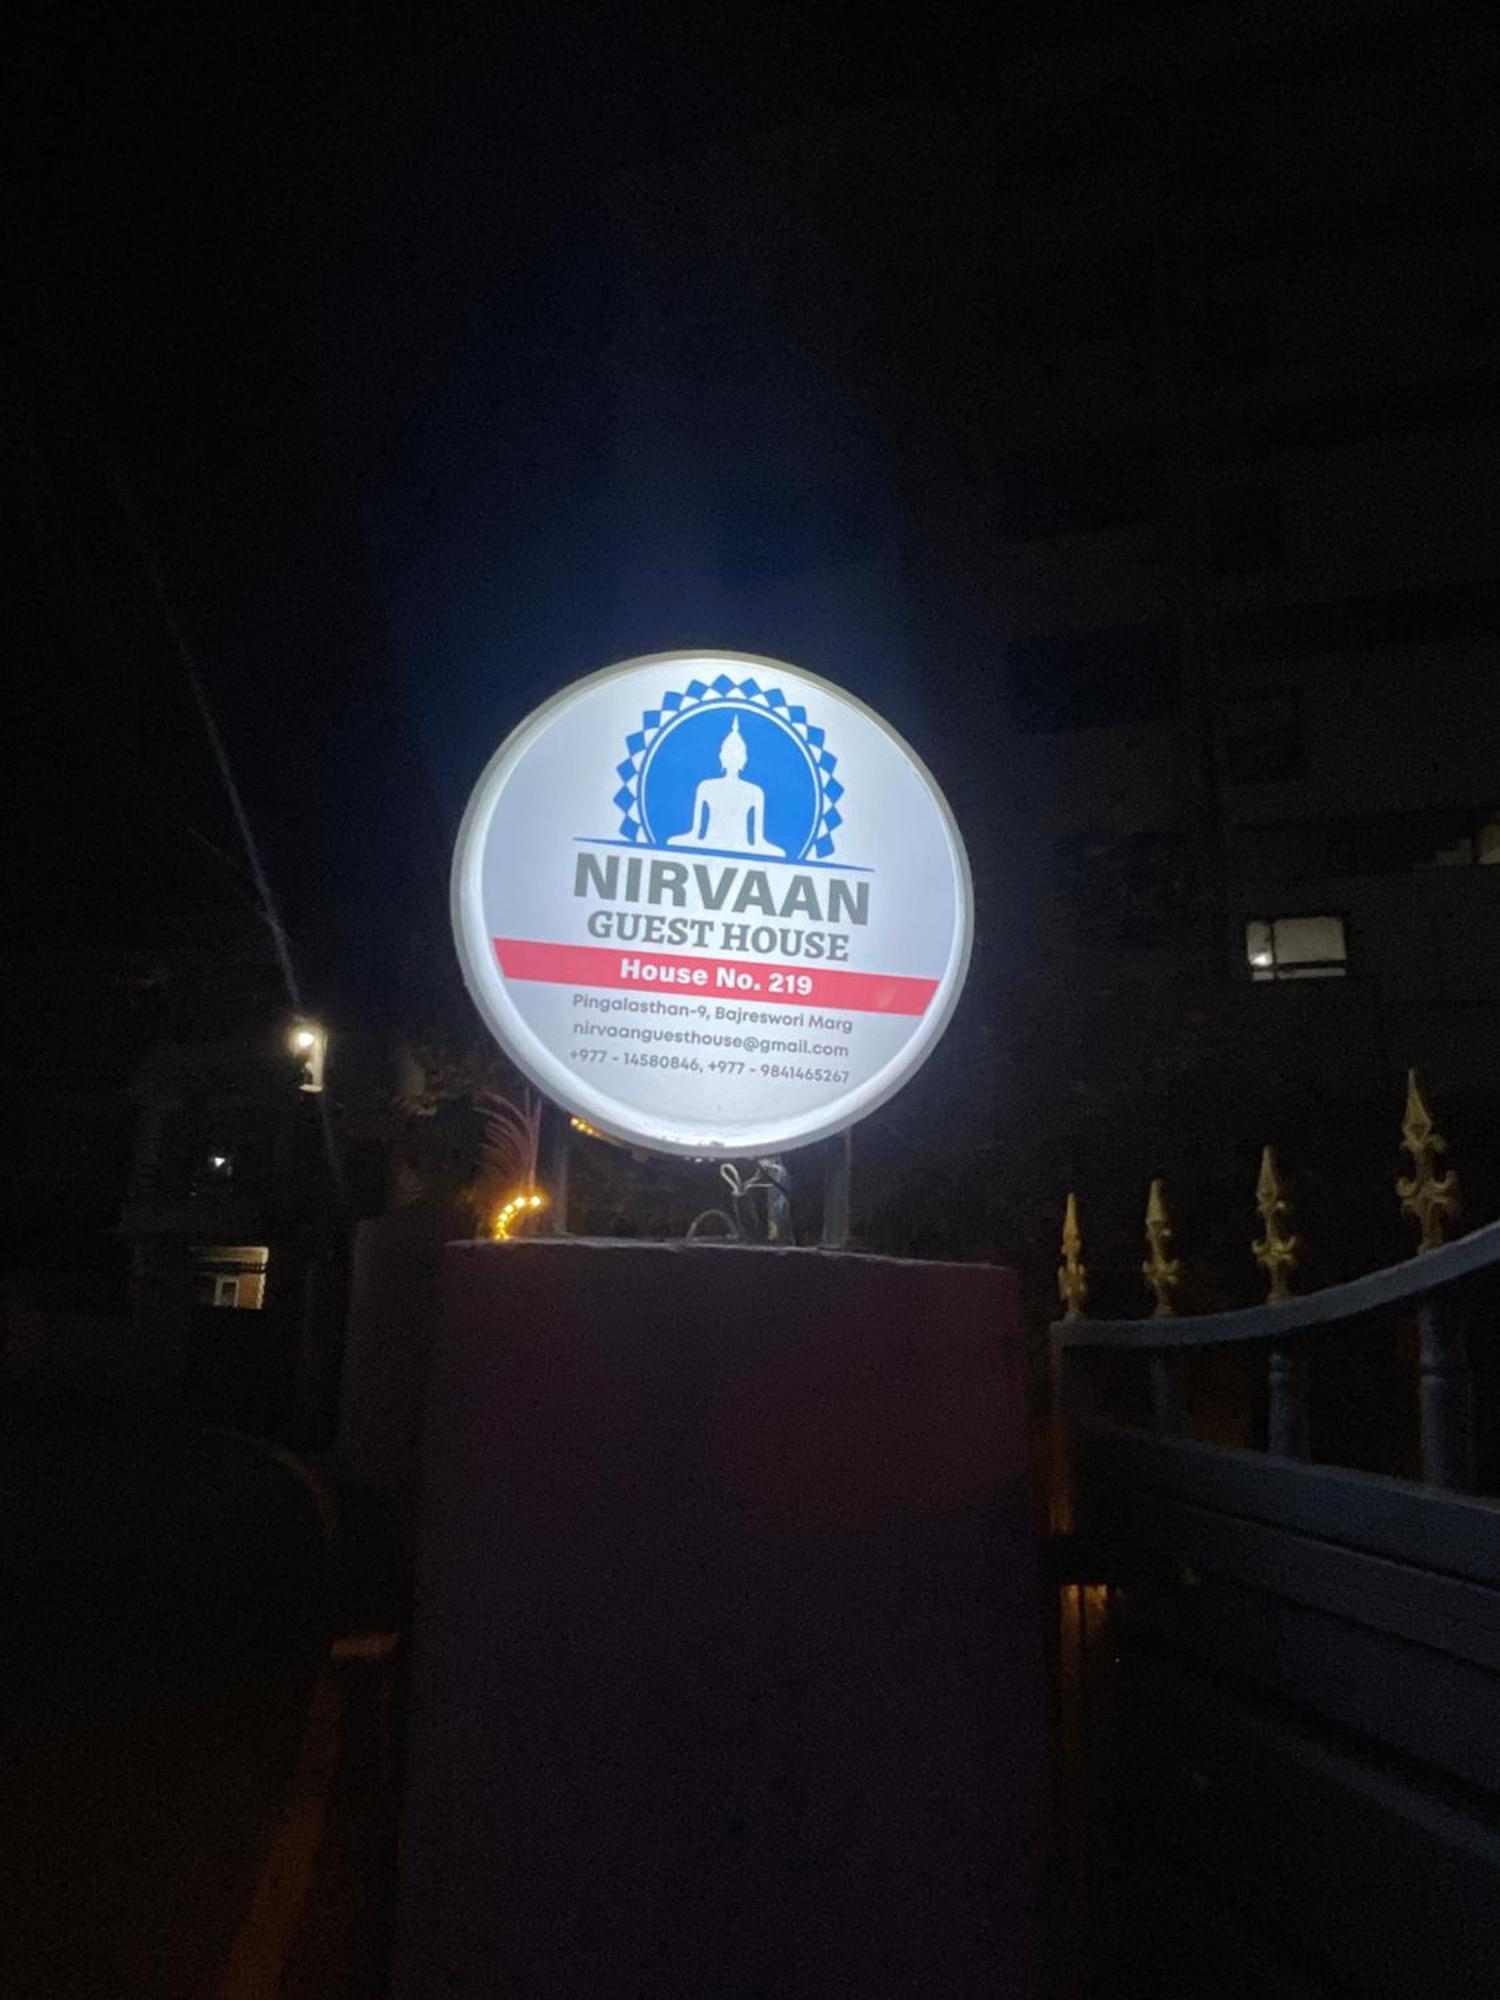 NIRVAAN
GUEST HOUSE
House No. 219
Pingalasthan-9, Bajreswori Marg
nirvaanguesthouse@gmail.com
+977 - 14580846, +977 - 9841465267